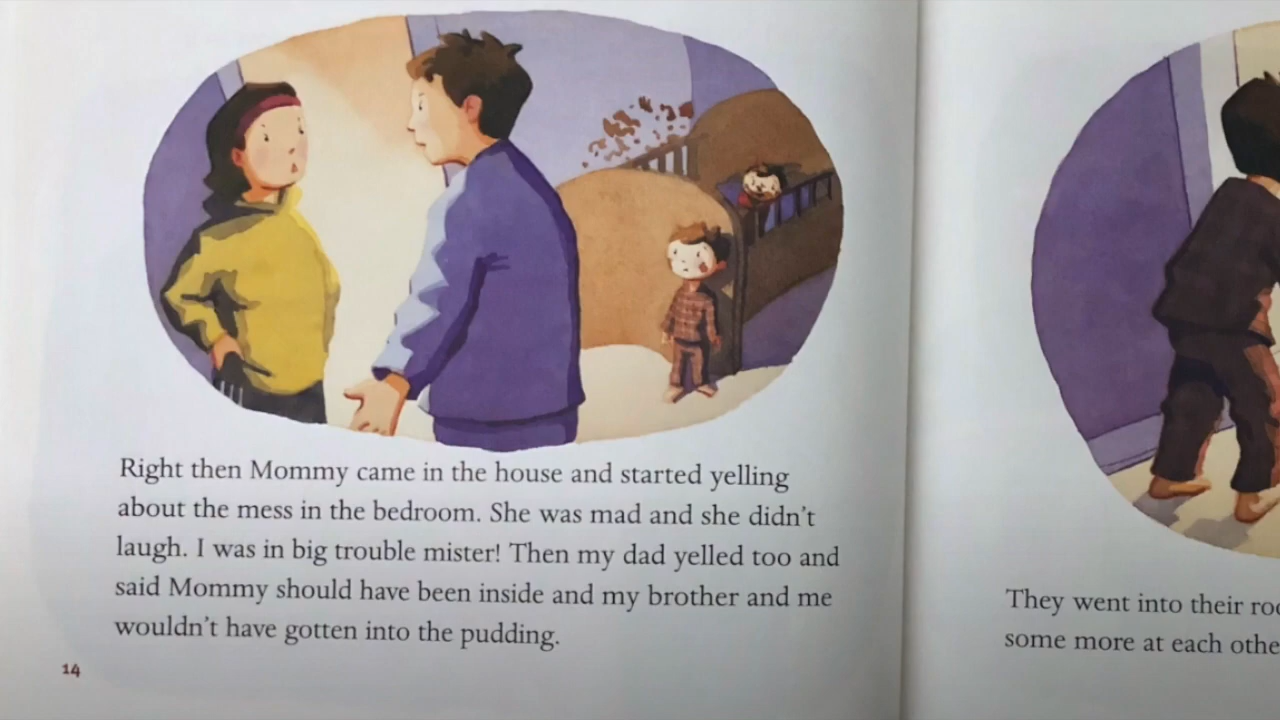 Right then Mommy came in the house and started yelling
about the mess in the bedroom. She was mad and she didn't
laugh. I was in big trouble mister! Then my dad yelled too and
said Mommy should have been inside and my brother and me
wouldn't have gotten into the pudding.
14
They went into their
some more at each